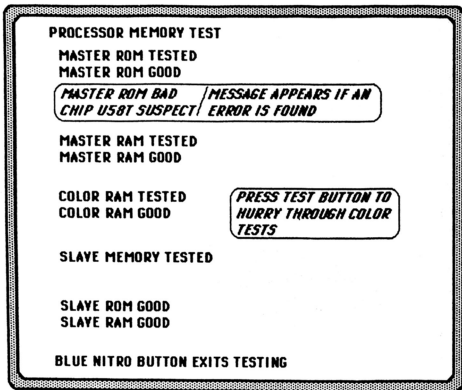 PROCESSOR MEMORY TEST
MASTER ROM TESTED
MASTER ROM GOOD
MASTER ROM BAD / MESSAGE APPEARS IF AN
CHIP U58T SUSPECT / ERROR IS FOUND
MASTER RAM TESTED
MASTER RAM GOOD
COLOR RAM TESTED
COLOR RAM GOOD
PRESS TEST BUTTON TO
HURRY THROUGH COLOR
TESTS
SLAVE MEMORY TESTED
SLAVE ROM GOOD
SLAVE RAM GOOD
BLUE NITRO BUTTON EXITS TESTING